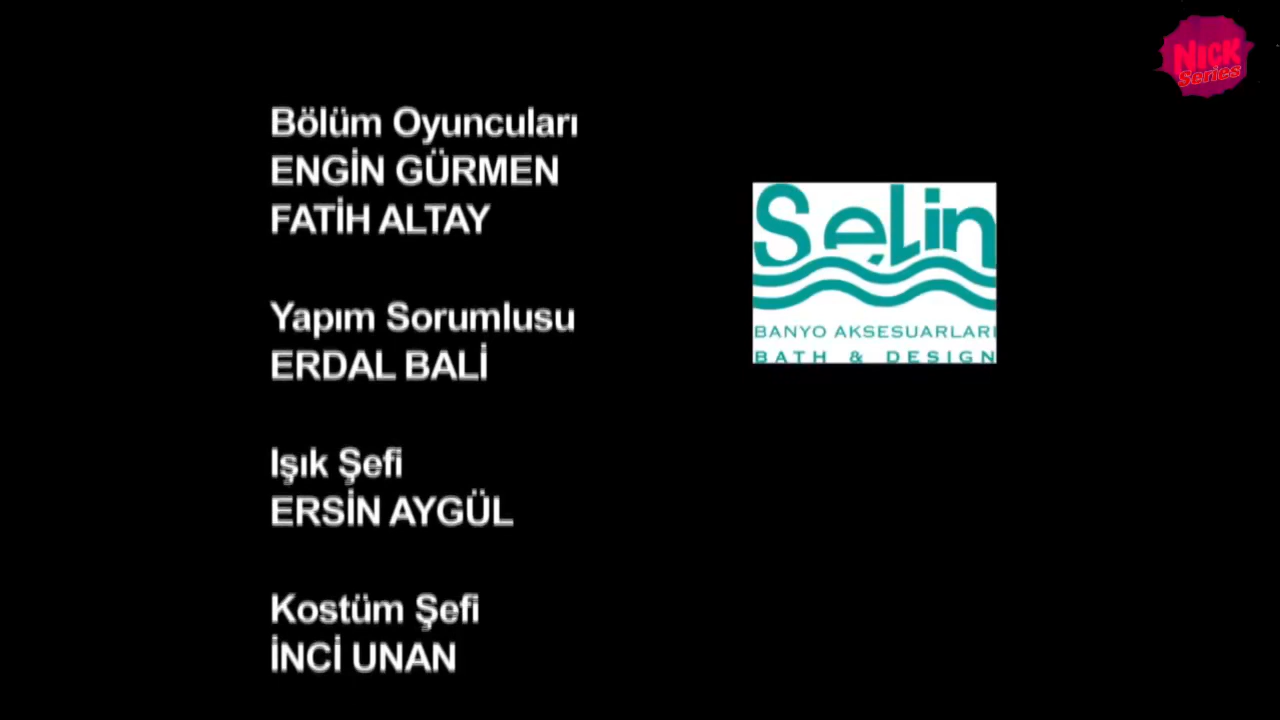 NICK
Series
Bölüm Oyuncuları
ENGİN GÜRMEN
FATİH ALTAY
Selin
BANYO AKSESUARLARI
BATH & DESIGN
Yapım Sorumlusu
ERDAL BALİ
Işık Şefi
ERSİN AYGÜL
Kostüm Şefi
İNCİ UNAN